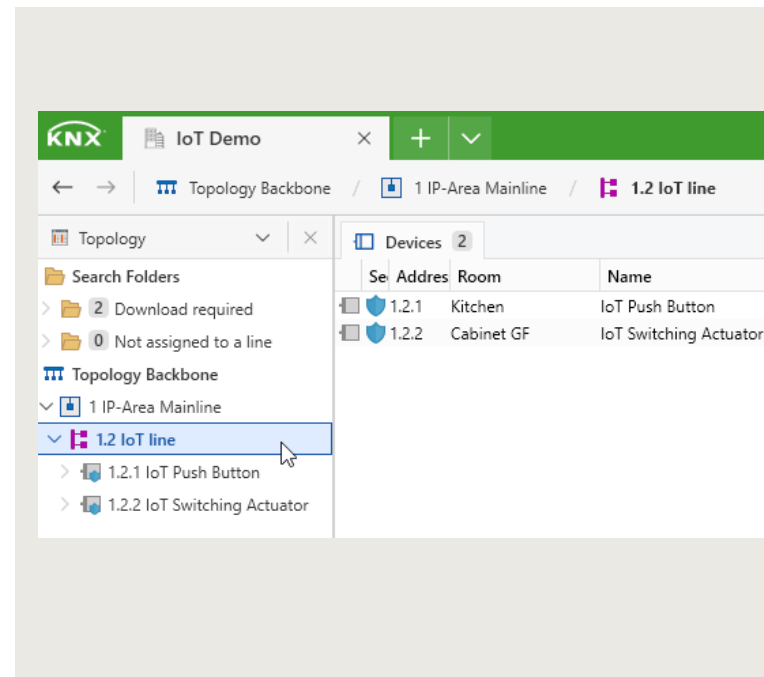 KNX IoT Demo
Topology Backbone / 1 IP-Area Mainline / 1.2 IoT line
Topology
Search Folders
2 Download required
0 Not assigned to a line
Topology Backbone
1 IP-Area Mainline
1.2 IoT line
1.2.1 IoT Push Button
1.2.2 IoT Switching Actuator
Devices 2
Se Addres Room Name
1.2.1 Kitchen IoT Push Button
1.2.2 Cabinet GF IoT Switching Actuator